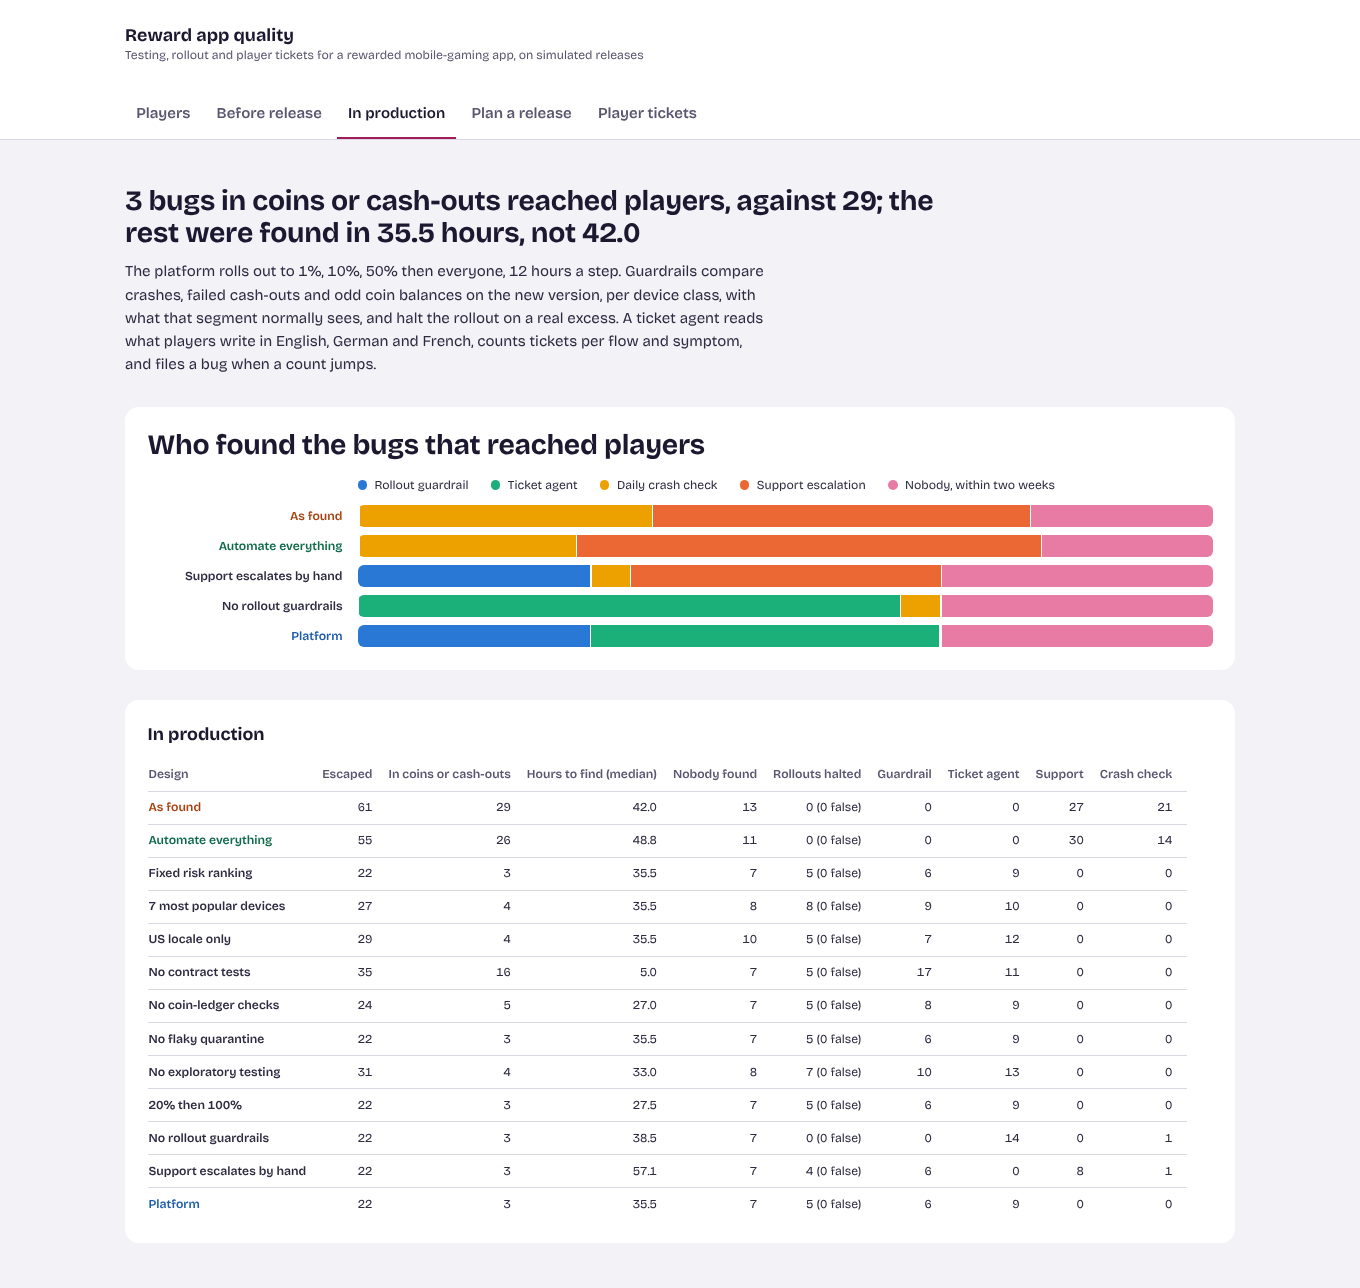 Reward app quality
Testing, rollout and player tickets for a rewarded mobile-gaming app, on simulated releases
Players Before release In production Plan a release Player tickets
3 bugs in coins or cash-outs reached players, against 29; the
rest were found in 35.5 hours, not 42.0
The platform rolls out to 1%, 10%, 50% then everyone, 12 hours a step. Guardrails compare
crashes, failed cash-outs and odd coin balances on the new version, per device class, with
what that segment normally sees, and halt the rollout on a real excess. A ticket agent reads
what players write in English, German and French, counts tickets per flow and symptom,
and files a bug when a count jumps.
Who found the bugs that reached players
Rollout guardrail Ticket agent Daily crash check Support escalation Nobody, within two weeks
As found
Automate everything
Support escalates by hand
No rollout guardrails
Platform
In production
Design Escaped In coins or cash-outs Hours to find (median) Nobody found Rollouts halted Guardrail Ticket agent Support Crash check
As found 61 29 42.0 13 0 (0 false) 0 0 27 21
Automate everything 55 26 48.8 11 0 (0 false) 0 0 30 14
Fixed risk ranking 22 3 35.5 7 5 (0 false) 6 9 0 0
7 most popular devices 27 4 35.5 8 8 (0 false) 9 10 0 0
US locale only 29 4 35.5 10 5 (0 false) 7 12 0 0
No contract tests 35 16 5.0 7 5 (0 false) 17 11 0 0
No coin-ledger checks 24 5 27.0 7 5 (0 false) 8 9 0 0
No flaky quarantine 22 3 35.5 7 5 (0 false) 6 9 0 0
No exploratory testing 31 4 33.0 8 7 (0 false) 10 13 0 0
20% then 100% 22 3 27.5 7 5 (0 false) 6 9 0 0
No rollout guardrails 22 3 38.5 7 0 (0 false) 0 14 0 1
Support escalates by hand 22 3 57.1 7 4 (0 false) 6 0 8 1
Platform 22 3 35.5 7 5 (0 false) 6 9 0 0